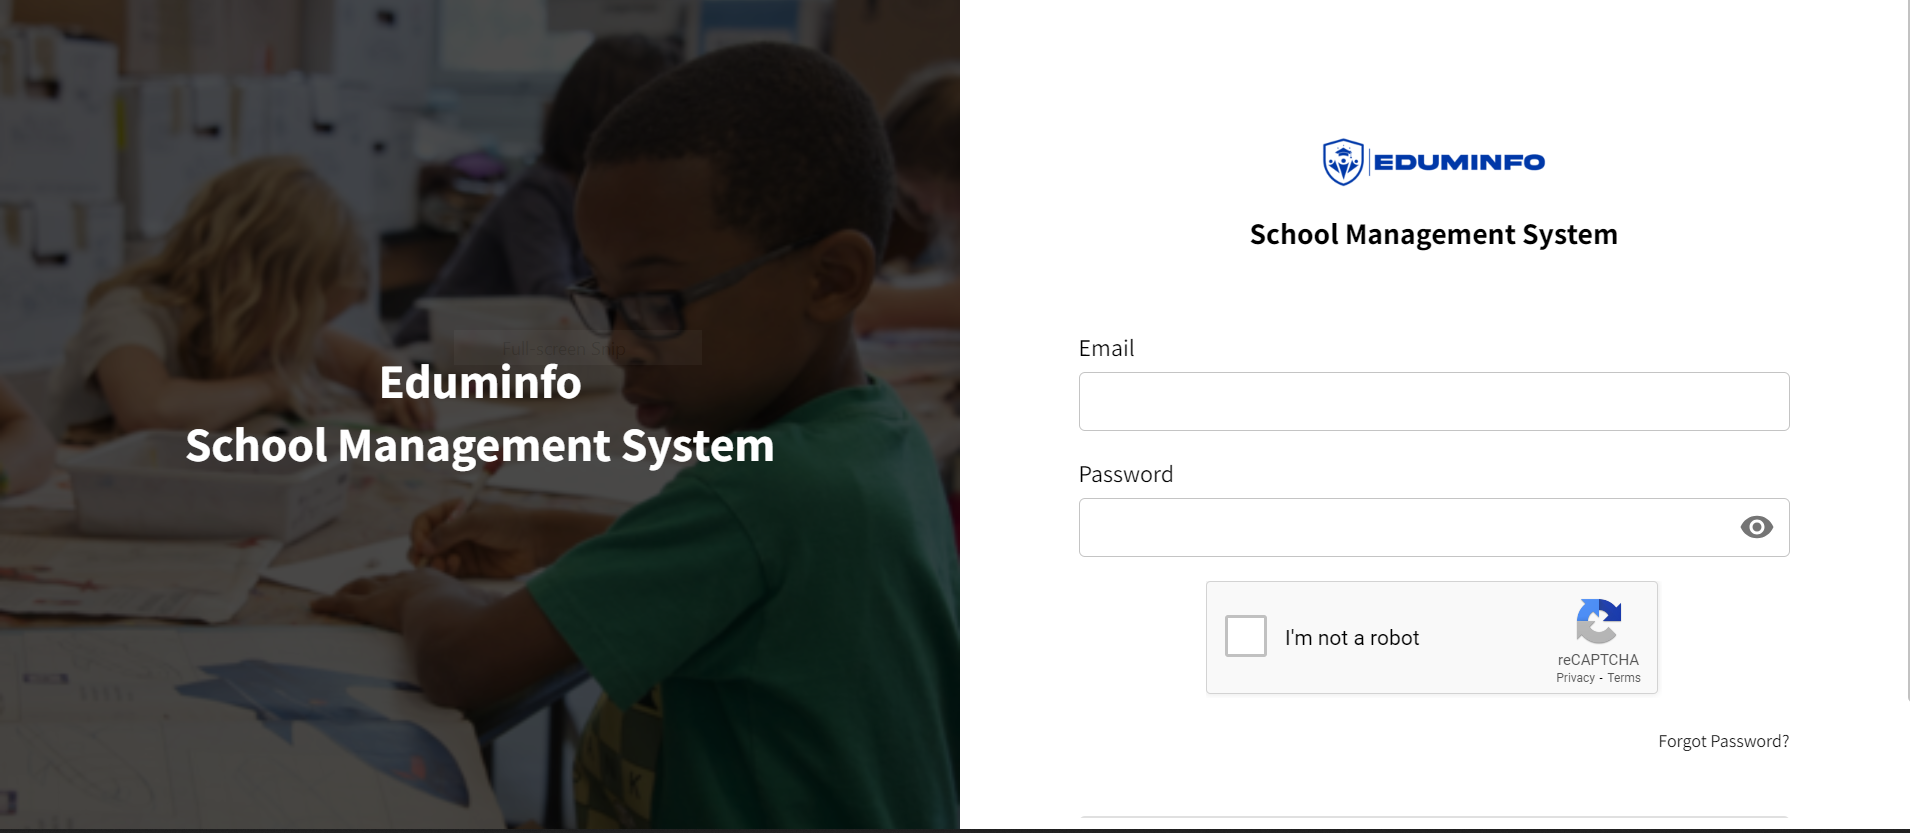 Full-screen Snip
Eduminfo
School Management System
EDUMINFO
School Management System
Email
Password
I'm not a robot
reCAPTCHA
Privacy - Terms
Forgot Password?